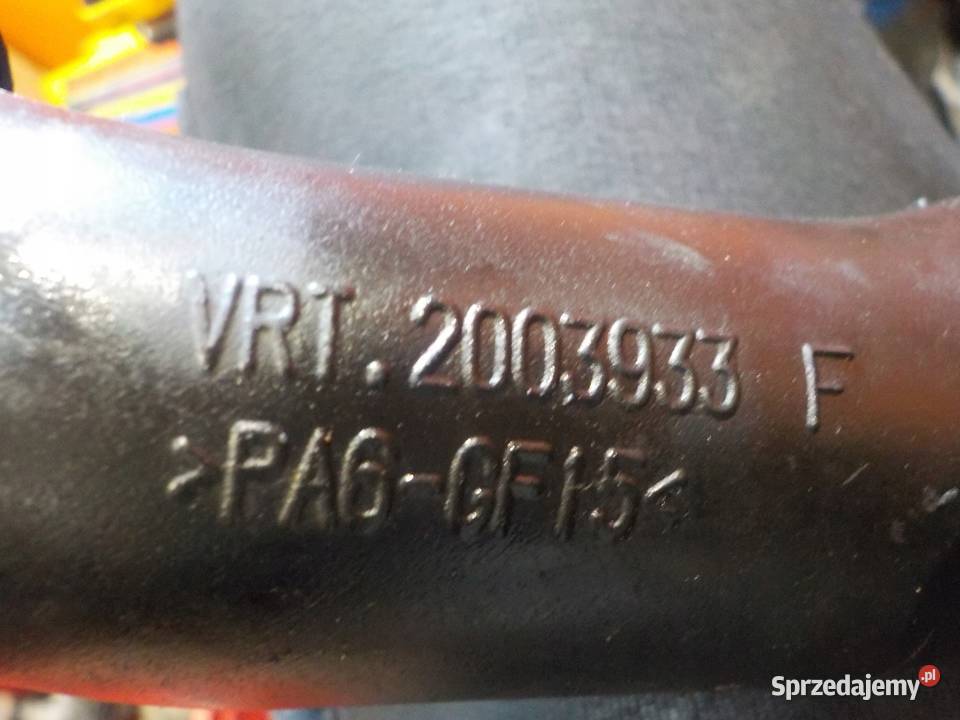 VRT.2003933 F
>PA6-GF15<
Sprzedajemy.pl